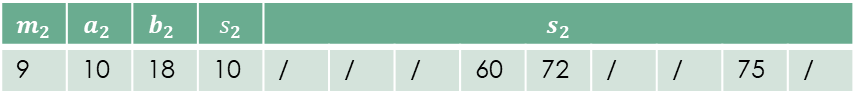 m₂ a₂ b₂ s₂ s₂
9 10 18 10 / / / 60 72 / / 75 /